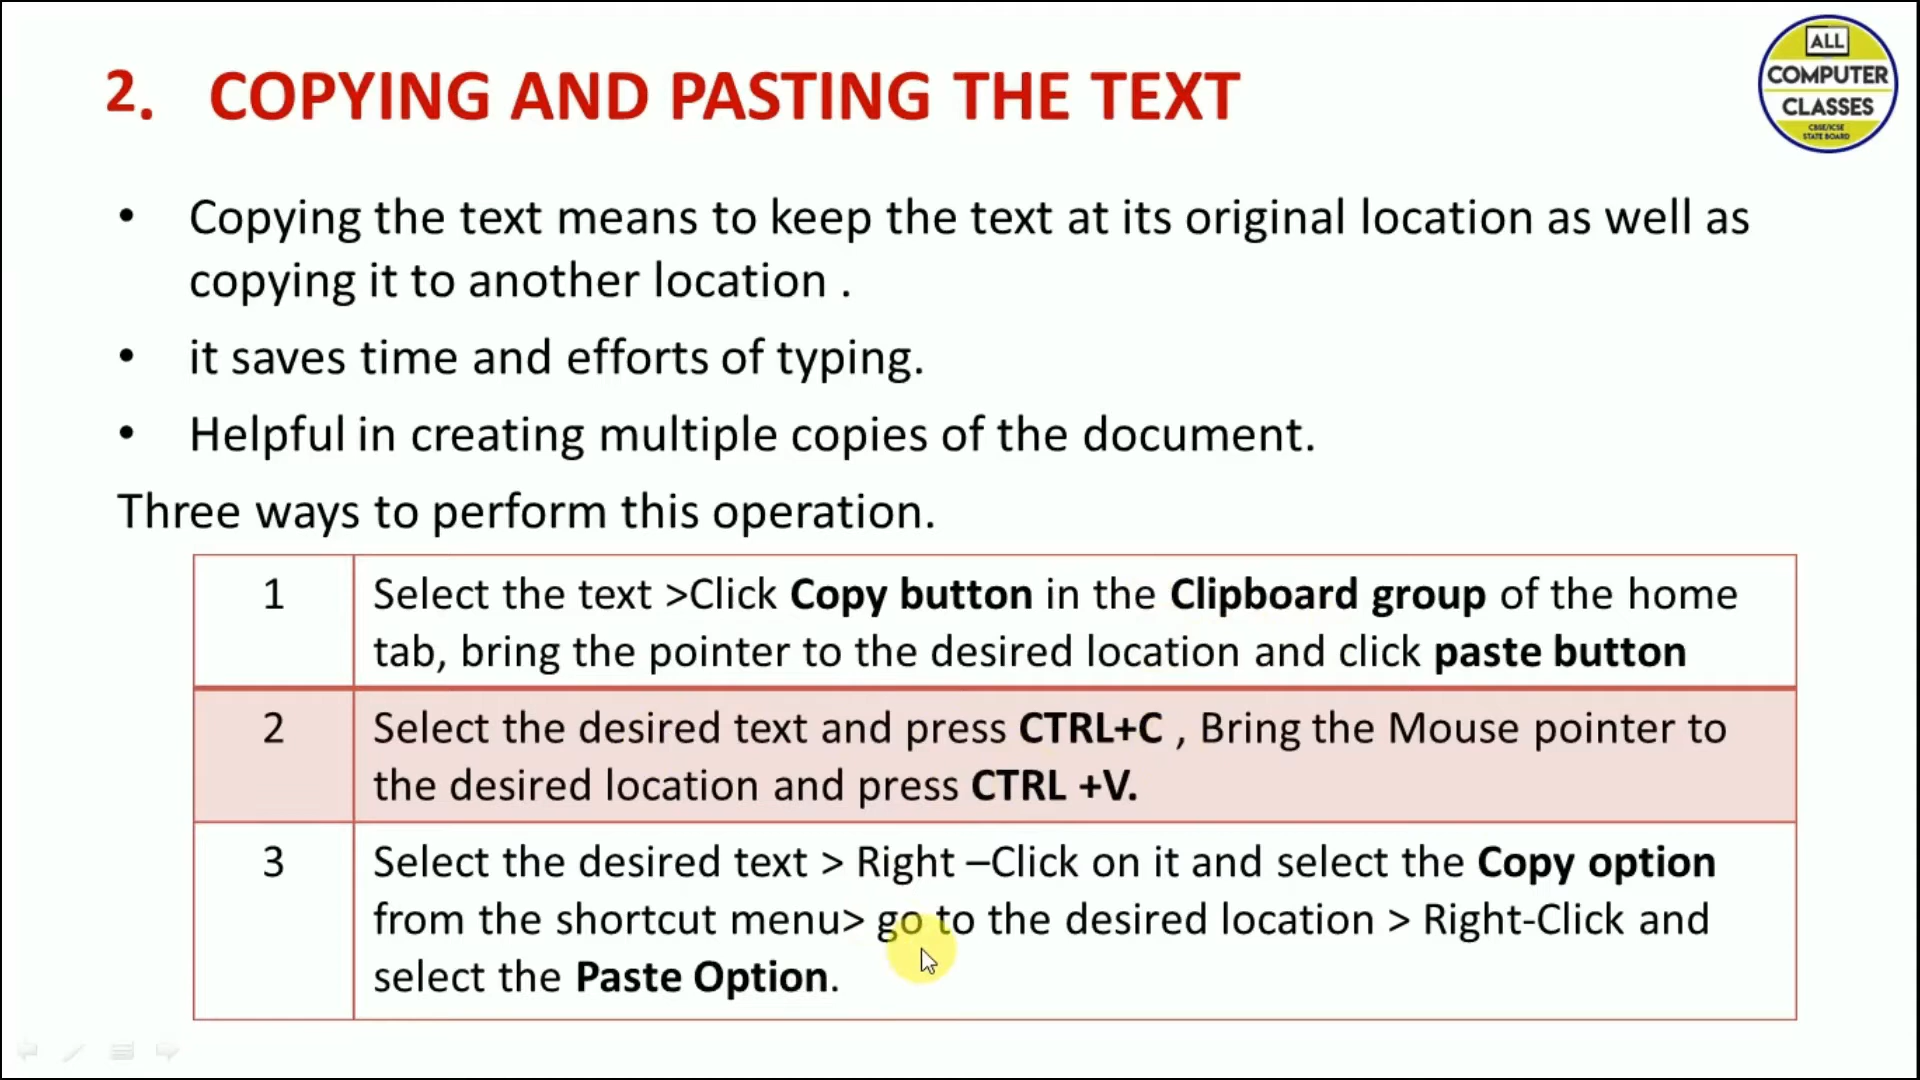 ALL
COMPUTER
CLASSES
CBSE/ICSE
STATE BOARD
2. COPYING AND PASTING THE TEXT
• Copying the text means to keep the text at its original location as well as
copying it to another location .
• it saves time and efforts of typing.
• Helpful in creating multiple copies of the document.
Three ways to perform this operation.
1 Select the text >Click Copy button in the Clipboard group of the home
tab, bring the pointer to the desired location and click paste button
2 Select the desired text and press CTRL+C , Bring the Mouse pointer to
the desired location and press CTRL +V.
3 Select the desired text > Right –Click on it and select the Copy option
from the shortcut menu> go to the desired location > Right-Click and
select the Paste Option.